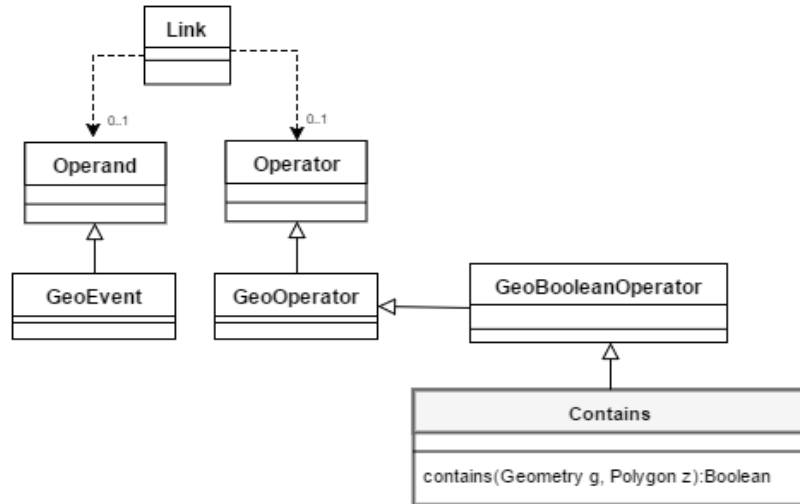 Link
0..1
0..1
Operand
Operator
GeoEvent
GeoOperator
GeoBooleanOperator
Contains
contains(Geometry g, Polygon z):Boolean